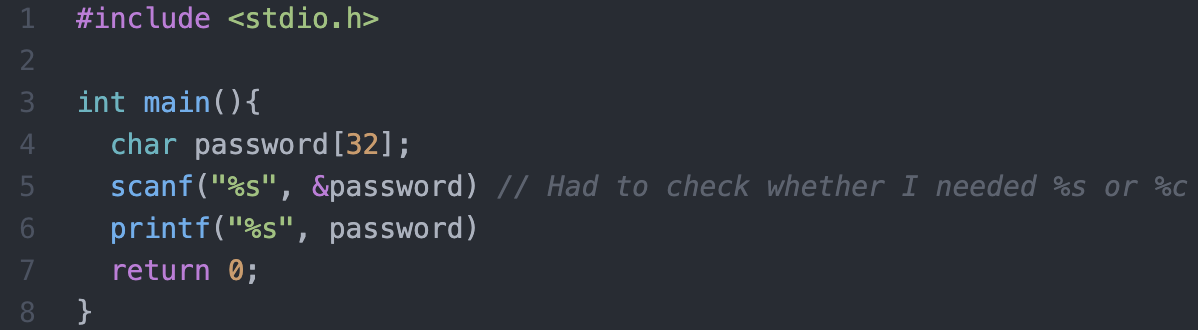 1 #include <stdio.h>
2
3 int main(){
4   char password[32];
5   scanf("%s", &password) // Had to check whether I needed %s or %c
6   printf("%s", password)
7   return 0;
8 }